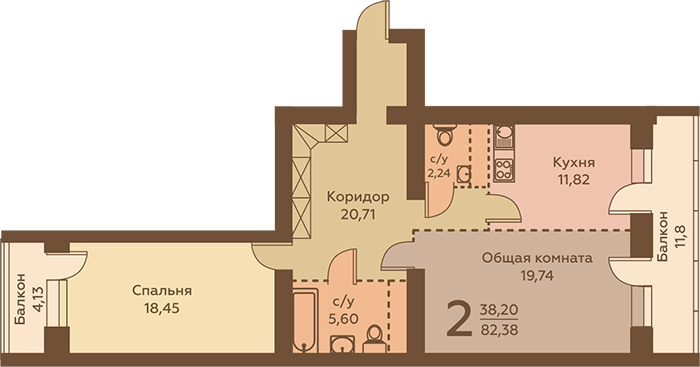 с/у
2,24
Кухня
11,82
Коридор
20,71
Балкон
11,8
Общая комната
19,74
Балкон
4,13
Спальня
18,45
с/у
5,60
2
38,20
82,38